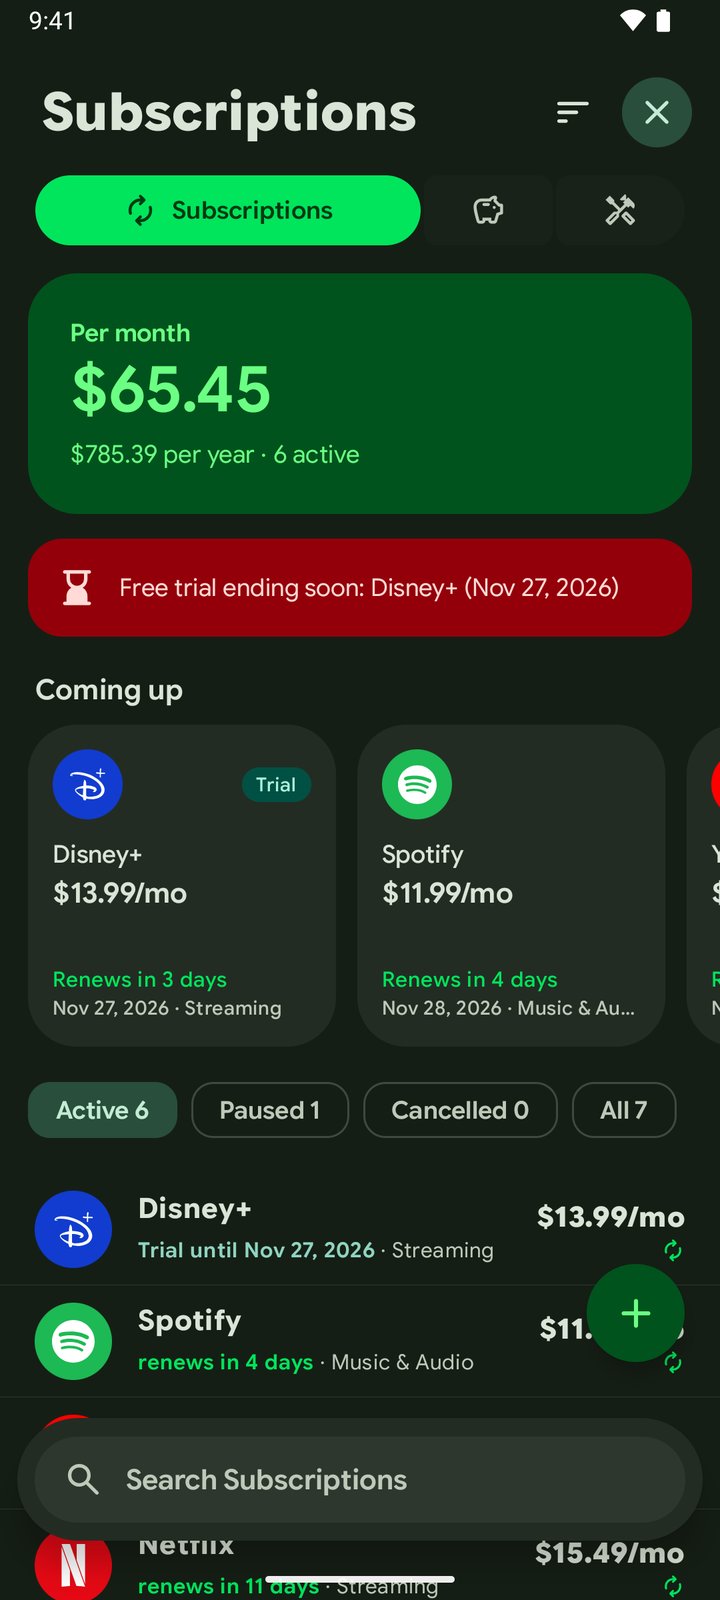 9:41
Subscriptions
Subscriptions
Per month
$65.45
$785.39 per year · 6 active
Free trial ending soon: Disney+ (Nov 27, 2026)
Coming up
Trial
Disney+
$13.99/mo
Renews in 3 days
Nov 27, 2026 · Streaming
Spotify
$11.99/mo
Renews in 4 days
Nov 28, 2026 · Music & Au...
Active 6
Paused 1
Cancelled 0
All 7
Disney+
$13.99/mo
Trial until Nov 27, 2026 · Streaming
Spotify
$11.
renews in 4 days · Music & Audio
Search Subscriptions
Netflix
$15.49/mo
renews in 11 days · Streaming